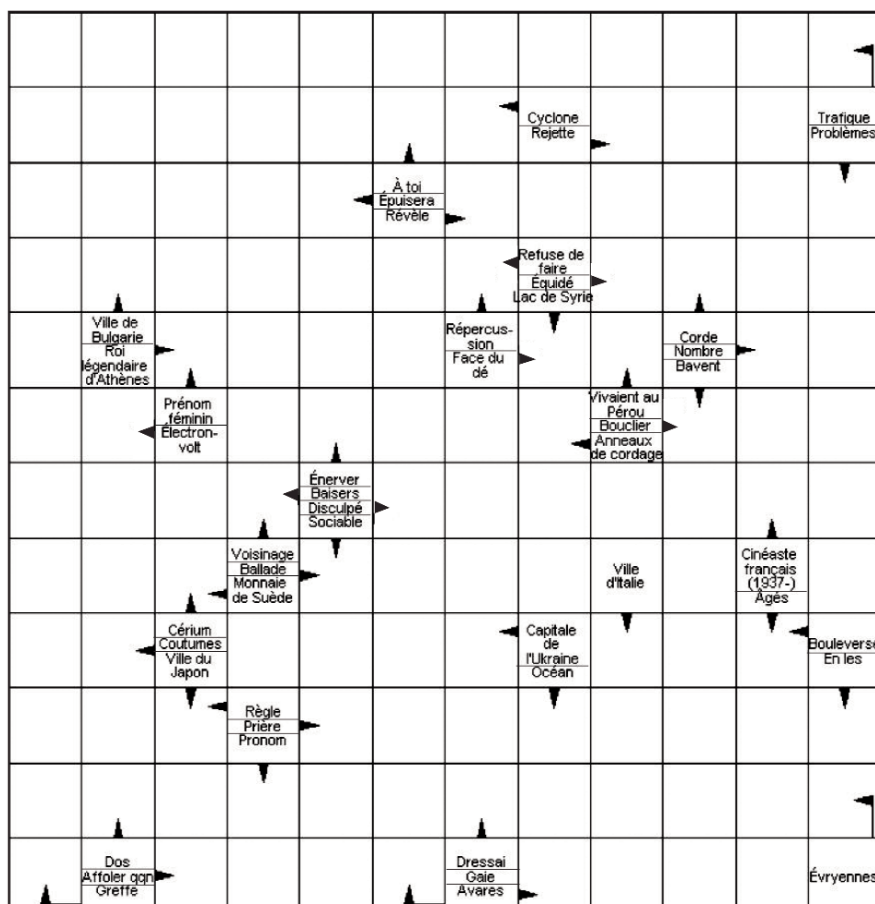 Cyclone
Rejette
Trafique
Problèmes
À toi
Épuisera
Révèle
Refuse de
faire
Équidé
Lac de Syrie
Ville de
Bulgarie
Roi
légendaire
d'Athènes
Répercus-
sion
Face du
dé
Corde
Nombre
Bavent
Prénom
féminin
Électron-
volt
Vivaient au
Pérou
Bouclier
Anneaux
de cordage
Énerver
Baisers
Disculpé
Sociable
Voisinage
Ballade
Monnaie
de Suède
Ville
d'Italie
Cinéaste
français
(1937-)
Âgés
Cérium
Coutumes
Ville du
Japon
Capitale
de
l'Ukraine
Océan
Bouleverse
En les
Règle
Prière
Pronom
Dos
Affoler qqn
Greffe
Dressai
Gaie
Avares
Évryennes